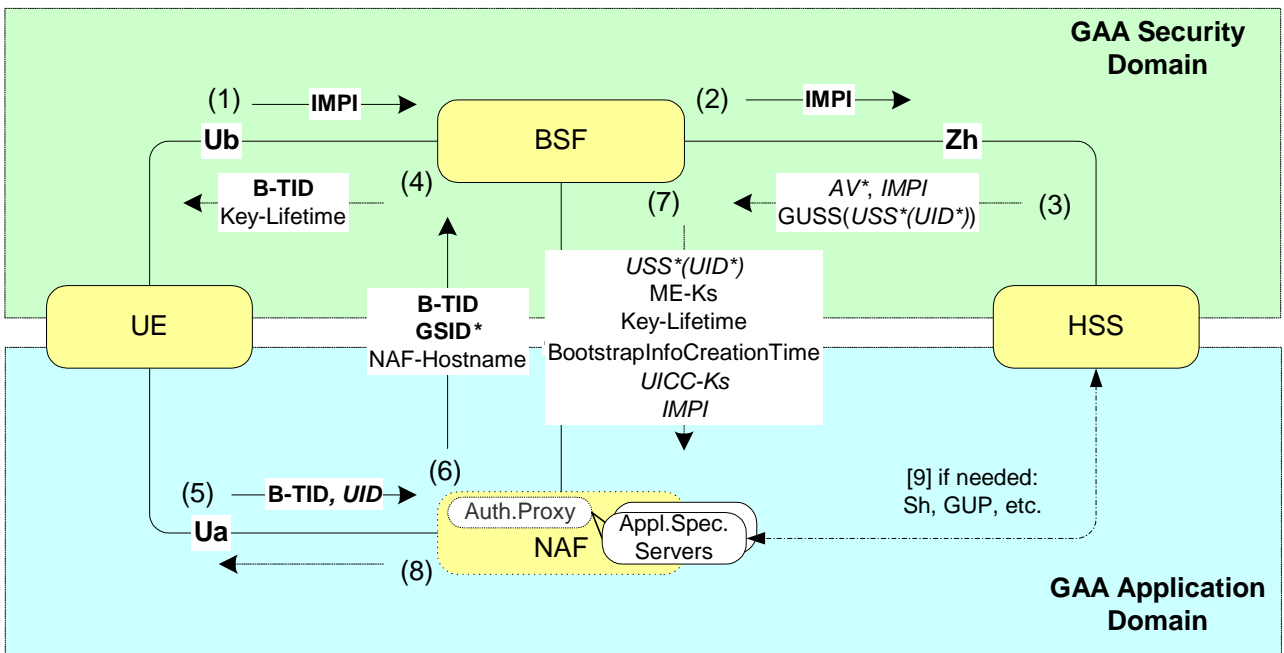 GAA Security
Domain
(1)
IMPI
(2)
IMPI
Ub
BSF
Zh
B-TID
Key-Lifetime
(4)
(7)
AV*, IMPI
GUSS(USS*(UID*))
(3)
UE
B-TID
GSID*
NAF-Hostname
USS*(UID*)
ME-Ks
Key-Lifetime
BootstrapInfoCreationTime
UICC-Ks
IMPI
HSS
(5)
B-TID, UID
(6)
[9] if needed:
Sh, GUP, etc.
Ua
Auth.Proxy
NAF
Appl.Spec.
Servers
(8)
GAA Application
Domain